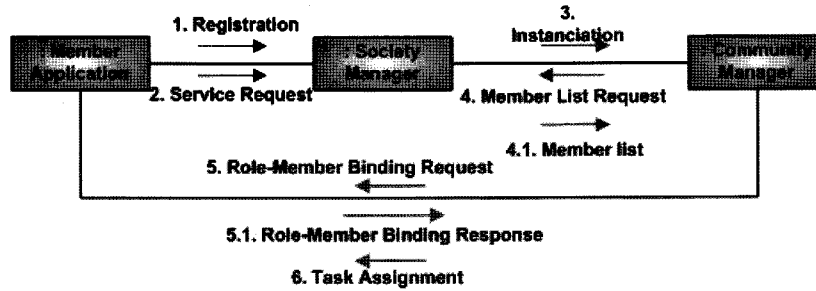 1. Registration
3.
Instanciation
: Member
Application
: Society
Manager
: Community
Manager
2. Service Request
4. Member List Request
4.1. Member list
5. Role-Member Binding Request
5.1. Role-Member Binding Response
6. Task Assignment